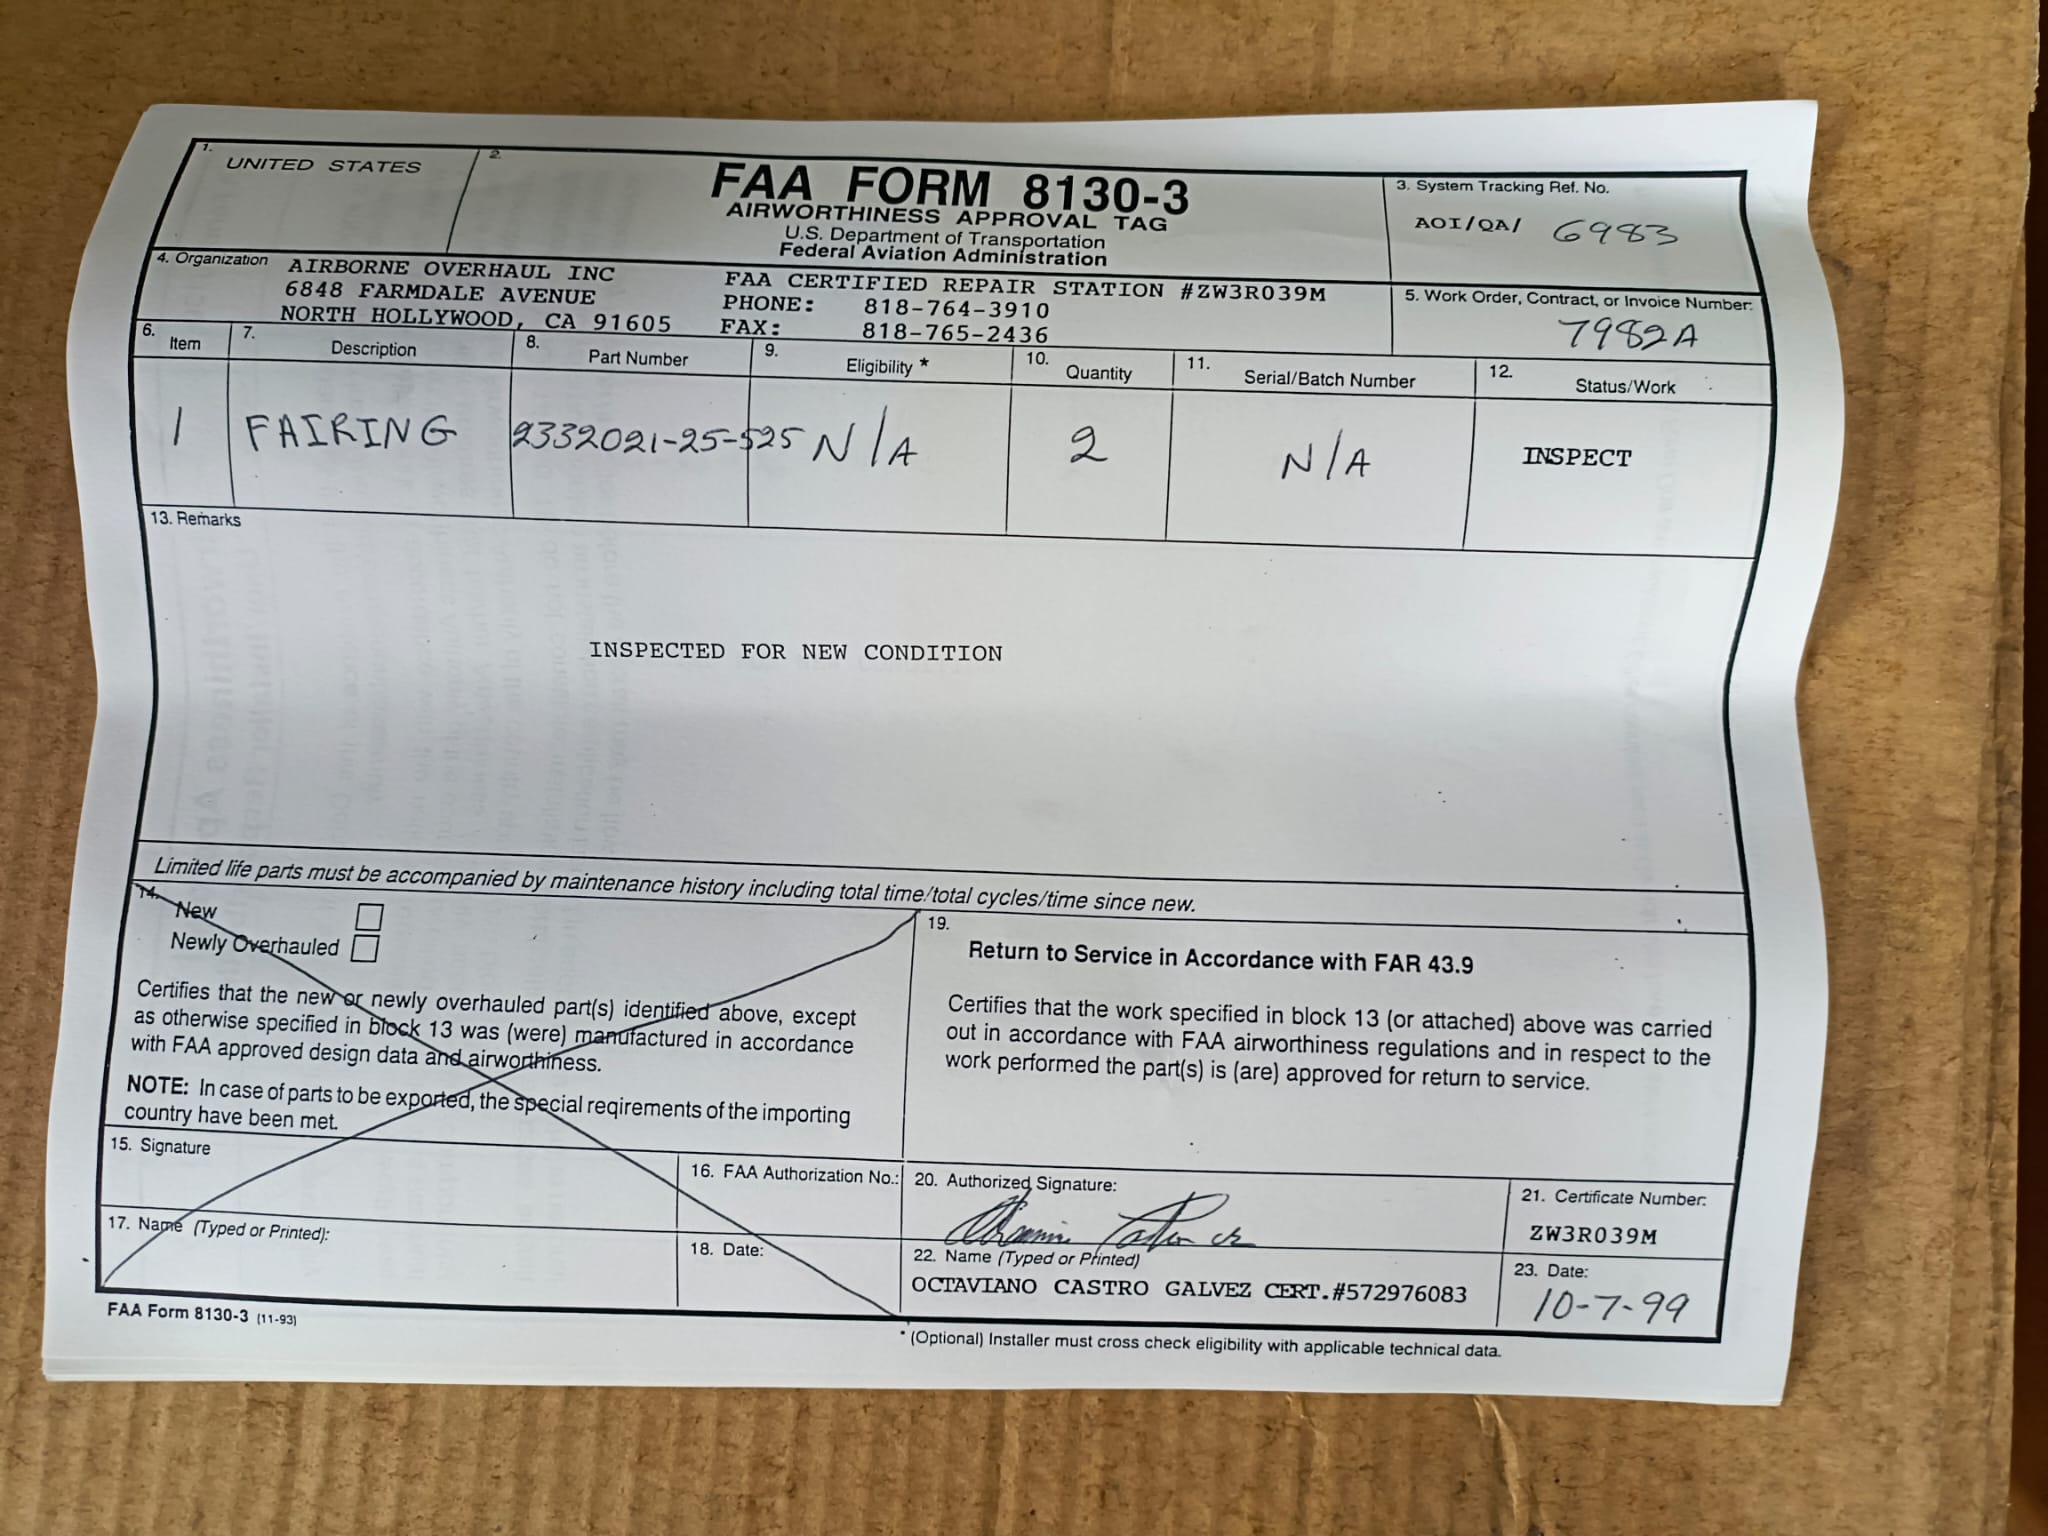 1. UNITED STATES
2. FAA FORM 8130-3
AIRWORTHINESS APPROVAL TAG
U.S. Department of Transportation
Federal Aviation Administration
3. System Tracking Ref. No.
AOI/QA/ 6983
4. Organization AIRBORNE OVERHAUL INC
6848 FARMDALE AVENUE
NORTH HOLLYWOOD, CA 91605
FAA CERTIFIED REPAIR STATION #ZW3R039M
PHONE: 818-764-3910
FAX: 818-765-2436
5. Work Order, Contract, or Invoice Number:
7982A
6. Item 7. Description 8. Part Number 9. Eligibility * 10. Quantity 11. Serial/Batch Number 12. Status/Work
1 FAIRING 2332021-25-525 N/A 2 N/A INSPECT
13. Remarks
INSPECTED FOR NEW CONDITION
Limited life parts must be accompanied by maintenance history including total time/total cycles/time since new.
14. New
Newly Overhauled
Certifies that the new or newly overhauled part(s) identified above, except
as otherwise specified in block 13 was (were) manufactured in accordance
with FAA approved design data and airworthiness.
NOTE: In case of parts to be exported, the special reqirements of the importing
country have been met.
15. Signature
16. FAA Authorization No.:
17. Name (Typed or Printed):
18. Date:
19.
Return to Service in Accordance with FAR 43.9
Certifies that the work specified in block 13 (or attached) above was carried
out in accordance with FAA airworthiness regulations and in respect to the
work performed the part(s) is (are) approved for return to service.
20. Authorized Signature:
21. Certificate Number:
ZW3R039M
22. Name (Typed or Printed)
OCTAVIANO CASTRO GALVEZ CERT.#572976083
23. Date:
10-7-99
FAA Form 8130-3 (11-93)
* (Optional) Installer must cross check eligibility with applicable technical data.